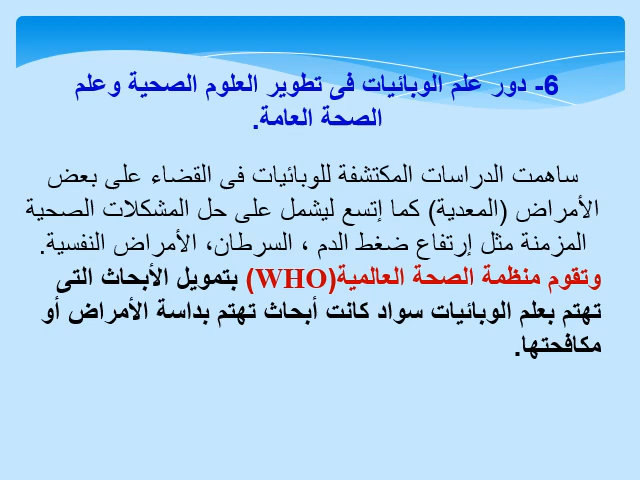 6- دور علم الوبائيات فى تطوير العلوم الصحية وعلم
الصحة العامة.
ساهمت الدراسات المكتشفة للوبائيات فى القضاء على بعض
الأمراض (المعدية) كما إتسع ليشمل على حل المشكلات الصحية
المزمنة مثل إرتفاع ضغط الدم ، السرطان، الأمراض النفسية.
وتقوم منظمة الصحة العالمية(WHO) بتمويل الأبحاث التى
تهتم بعلم الوبائيات سواد كانت أبحاث تهتم بداسة الأمراض أو
مكافحتها.